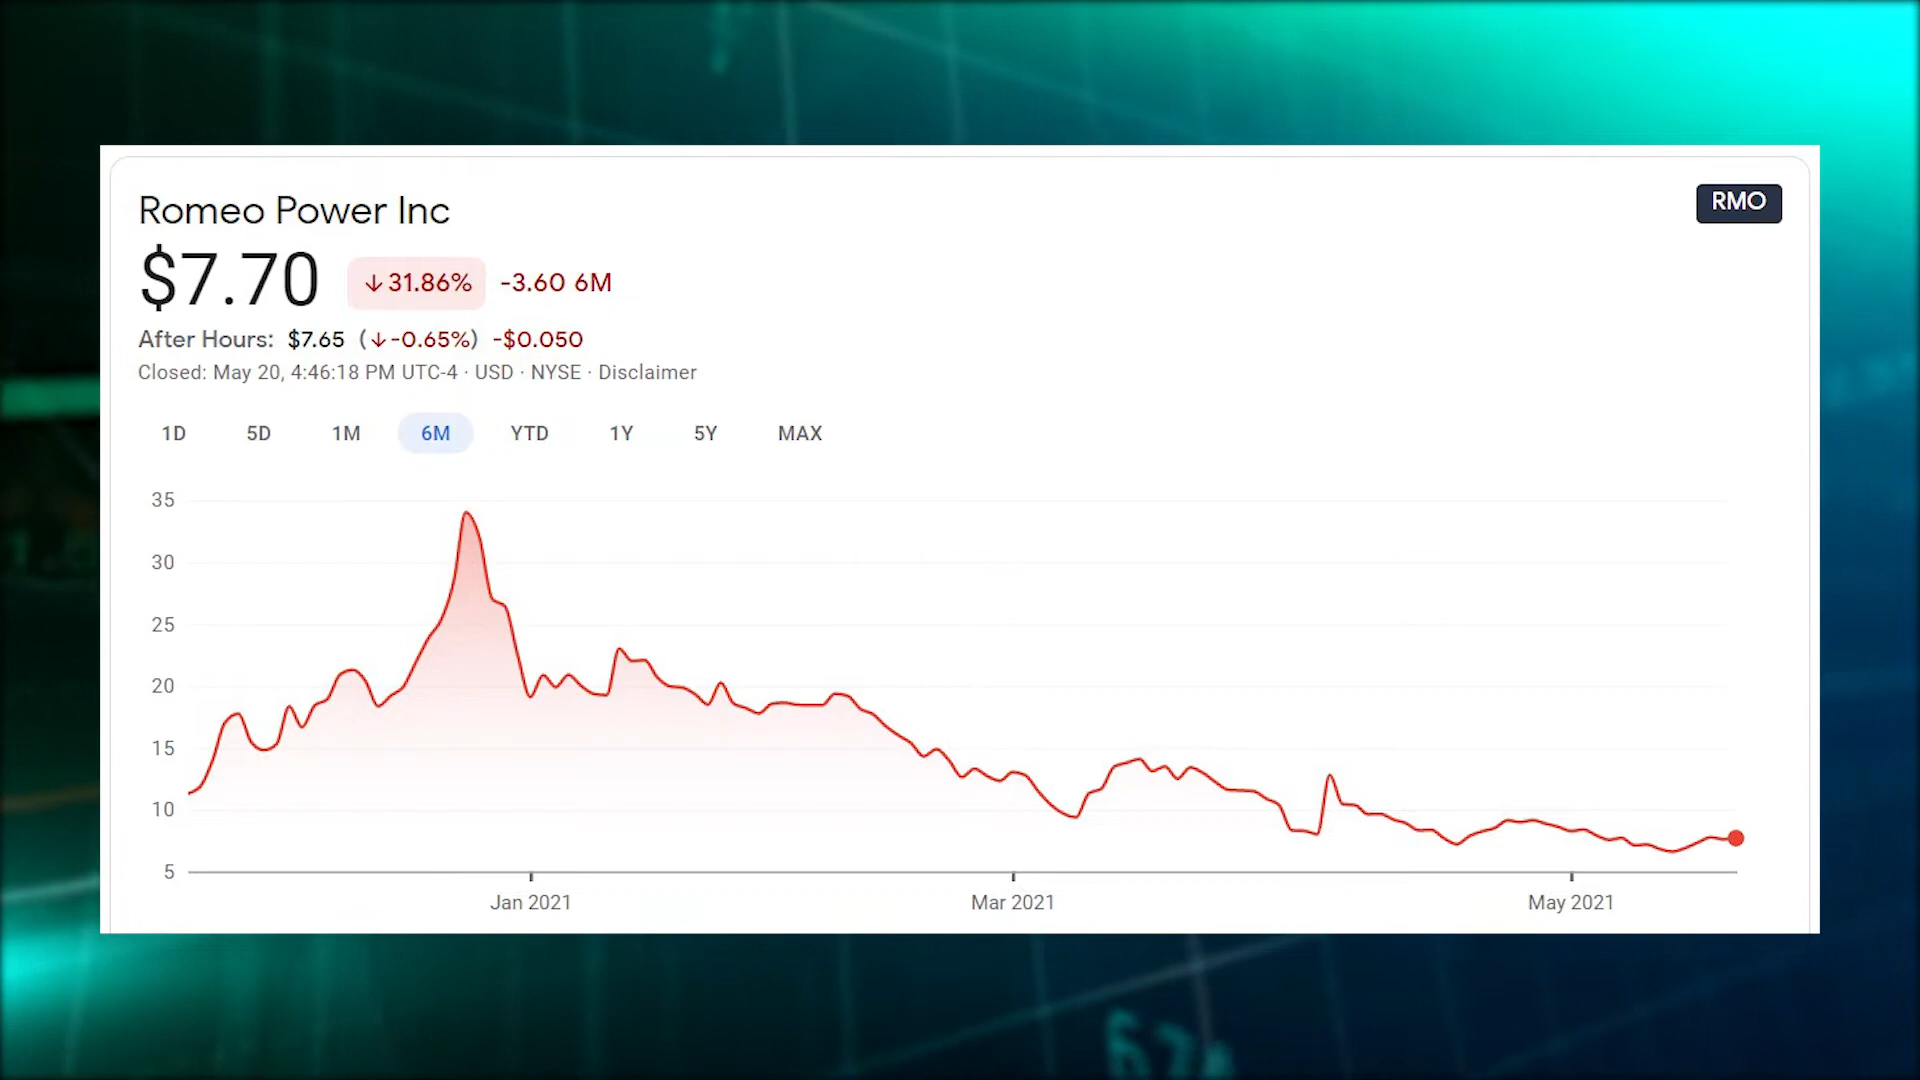 Romeo Power Inc
RMO
$7.70 ↓31.86% -3.60 6M
After Hours: $7.65 (↓-0.65%) -$0.050
Closed: May 20, 4:46:18 PM UTC-4 · USD · NYSE · Disclaimer
1D 5D 1M 6M YTD 1Y 5Y MAX
35
30
25
20
15
10
5
Jan 2021 Mar 2021 May 2021